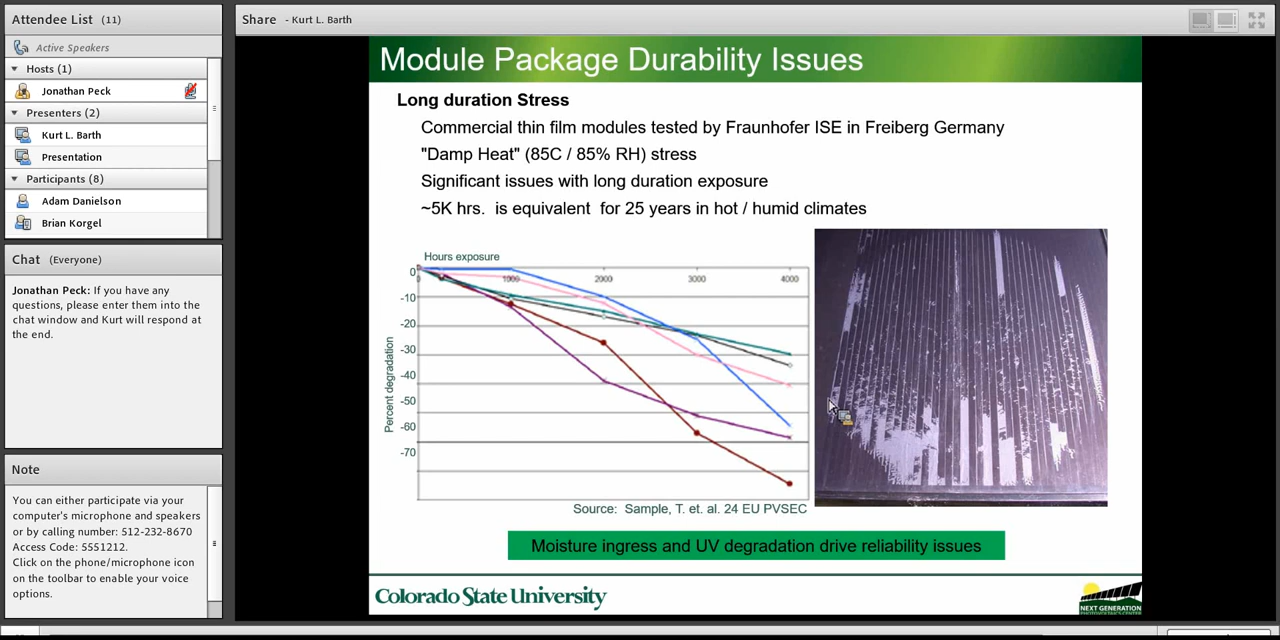 Attendee List (11)
Active Speakers
Hosts (1)
Jonathan Peck
Presenters (2)
Kurt L. Barth
Presentation
Participants (8)
Adam Danielson
Brian Korgel
Chat (Everyone)
Jonathan Peck: If you have any
questions, please enter them into the
chat window and Kurt will respond at
the end.
Note
You can either participate via your
computer's microphone and speakers
or by calling number: 512-232-8670
Access Code: 5551212.
Click on the phone/microphone icon
on the toolbar to enable your voice
options.
Share - Kurt L. Barth
Module Package Durability Issues
Long duration Stress
Commercial thin film modules tested by Fraunhofer ISE in Freiberg Germany
"Damp Heat" (85C / 85% RH) stress
Significant issues with long duration exposure
~5K hrs. is equivalent for 25 years in hot / humid climates
Hours exposure
0 1000 2000 3000 4000
0
-10
-20
-30
-40
-50
-60
-70
Percent degradation
Source: Sample, T. et. al. 24 EU PVSEC
Moisture ingress and UV degradation drive reliability issues
Colorado State University
NEXT GENERATION